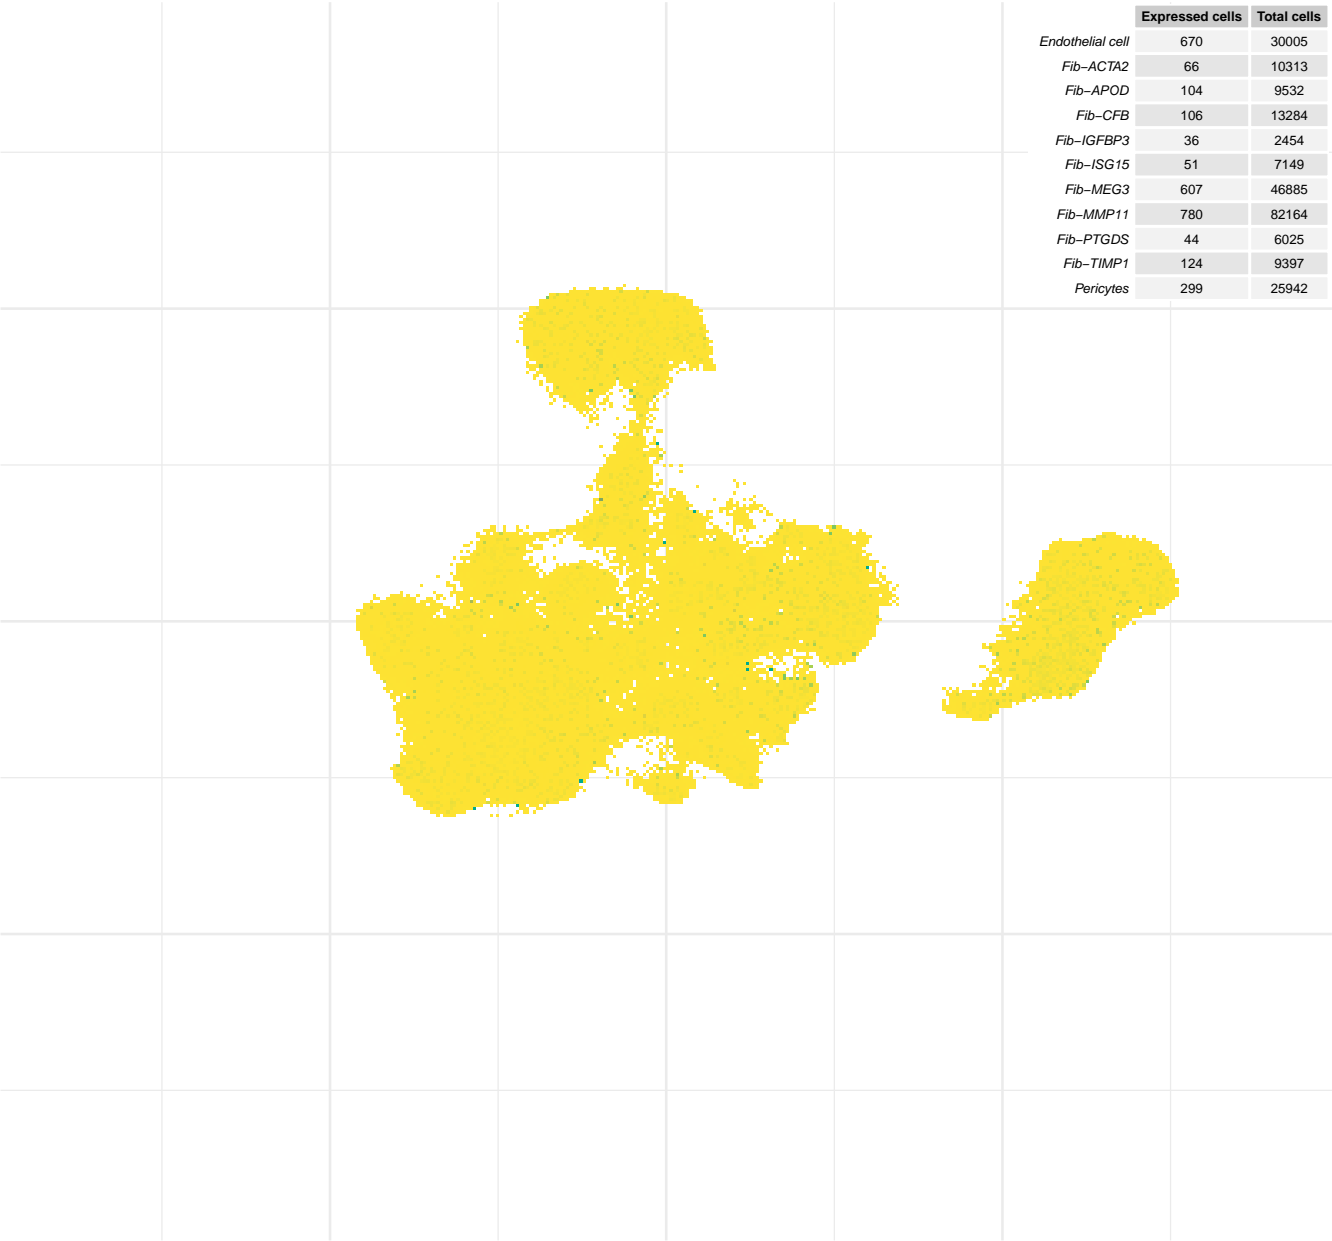 Expressed cells Total cells
Endothelial cell 670 30005
Fib−ACTA2 66 10313
Fib−APOD 104 9532
Fib−CFB 106 13284
Fib−IGFBP3 36 2454
Fib−ISG15 51 7149
Fib−MEG3 607 46885
Fib−MMP11 780 82164
Fib−PTGDS 44 6025
Fib−TIMP1 124 9397
Pericytes 299 25942